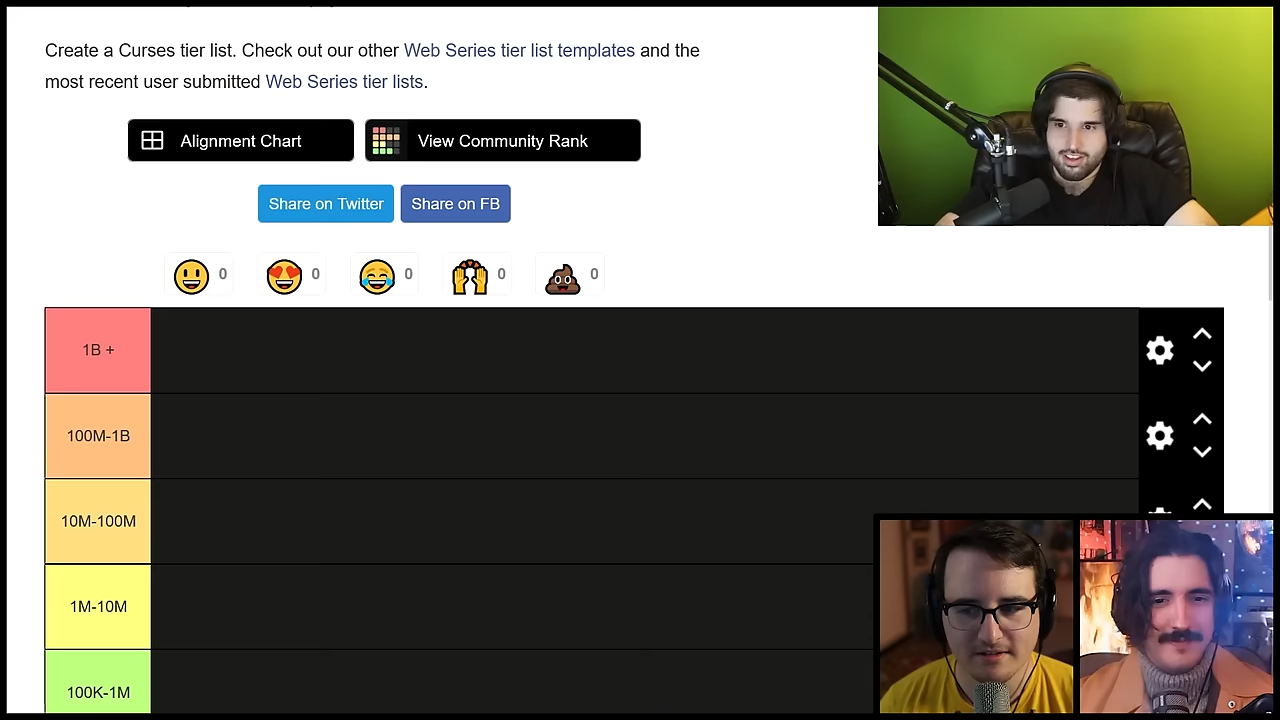 Create a Curses tier list. Check out our other Web Series tier list templates and the
most recent user submitted Web Series tier lists.
Alignment Chart View Community Rank
Share on Twitter Share on FB
0 0 0 0 0
1B +
100M-1B
10M-100M
1M-10M
100K-1M